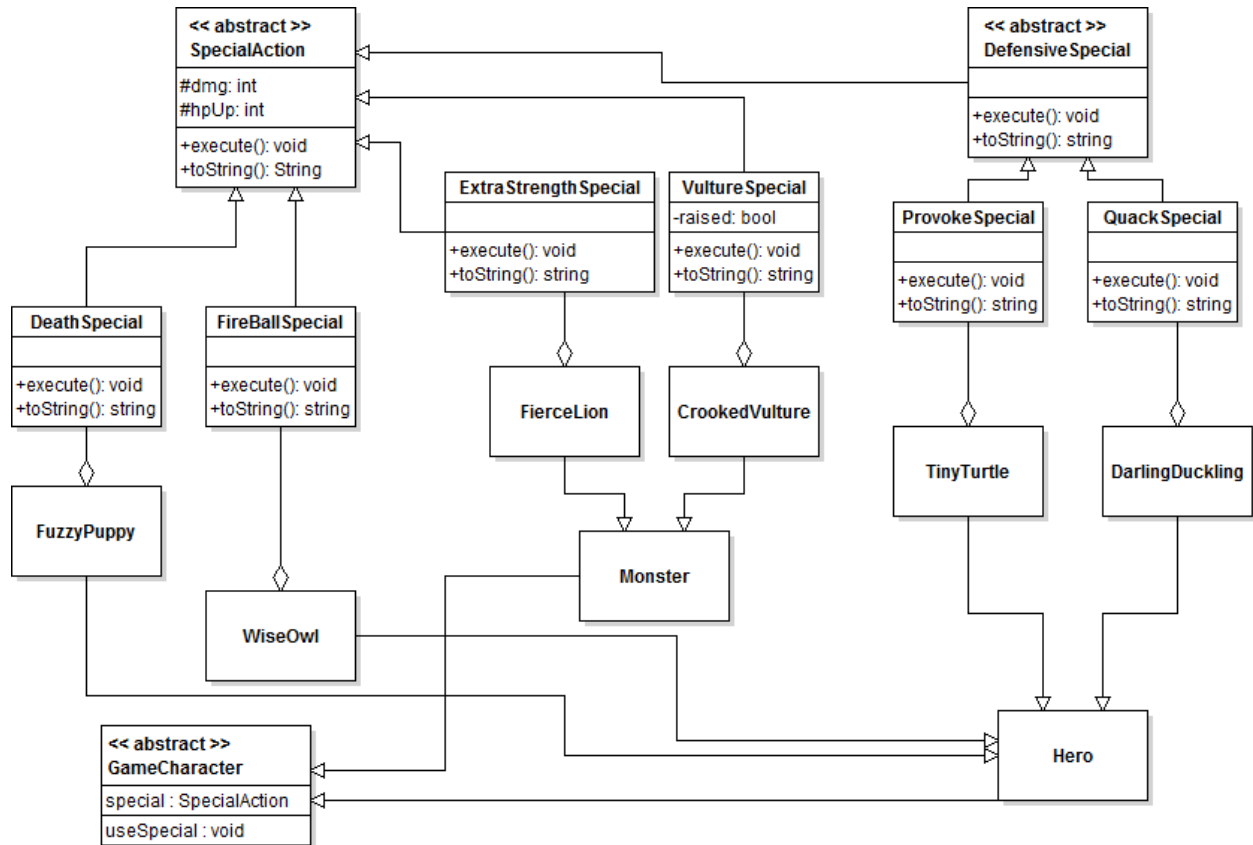 << abstract >>
SpecialAction
#dmg: int
#hpUp: int
+execute(): void
+toString(): String
<< abstract >>
DefensiveSpecial
+execute(): void
+toString(): string
ExtraStrengthSpecial
+execute(): void
+toString(): string
VultureSpecial
-raised: bool
+execute(): void
+toString(): string
ProvokeSpecial
+execute(): void
+toString(): string
QuackSpecial
+execute(): void
+toString(): string
DeathSpecial
+execute(): void
+toString(): string
FireBallSpecial
+execute(): void
+toString(): string
FierceLion
CrookedVulture
TinyTurtle
DarlingDuckling
FuzzyPuppy
WiseOwl
Monster
Hero
<< abstract >>
GameCharacter
special : SpecialAction
useSpecial : void